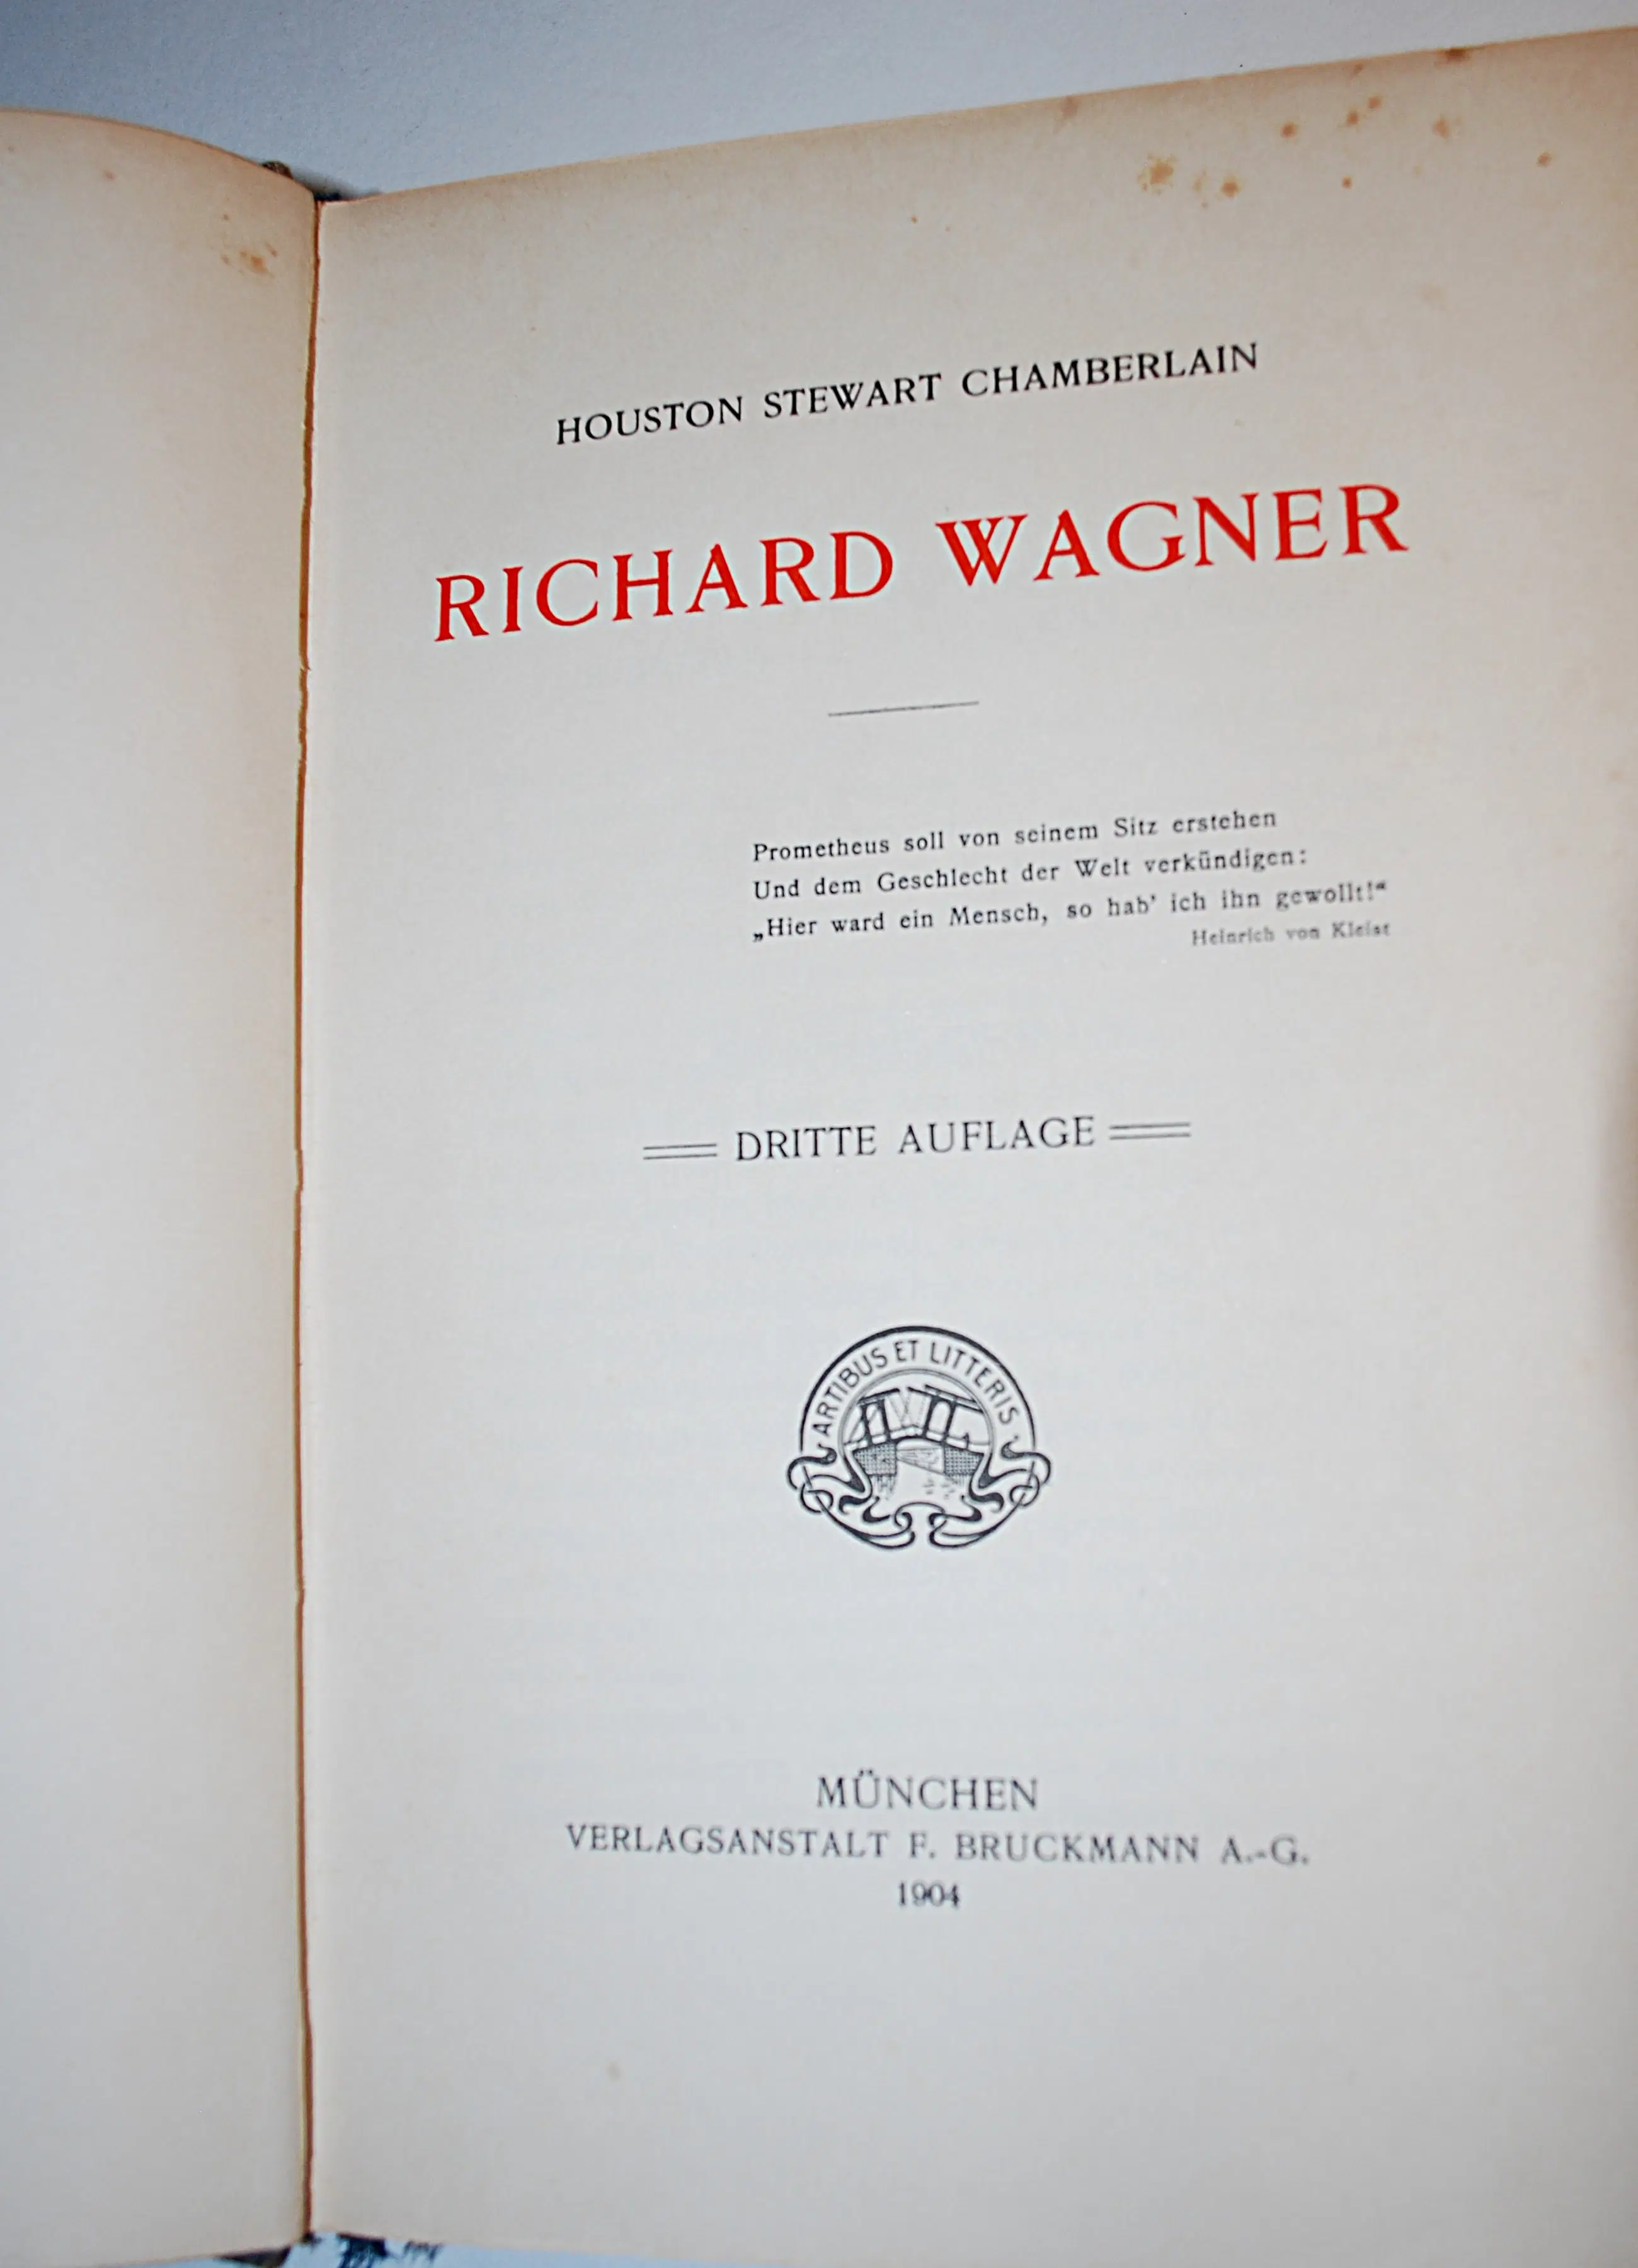 HOUSTON STEWART CHAMBERLAIN
RICHARD WAGNER
Prometheus soll von seinem Sitz erstehen
Und dem Geschlecht der Welt verkündigen:
„Hier ward ein Mensch, so hab’ ich ihn gewollt!“
Heinrich von Kleist
DRITTE AUFLAGE
ARTIBUS ET LITTERIS
MÜNCHEN
VERLAGSANSTALT F. BRUCKMANN A.-G.
1904